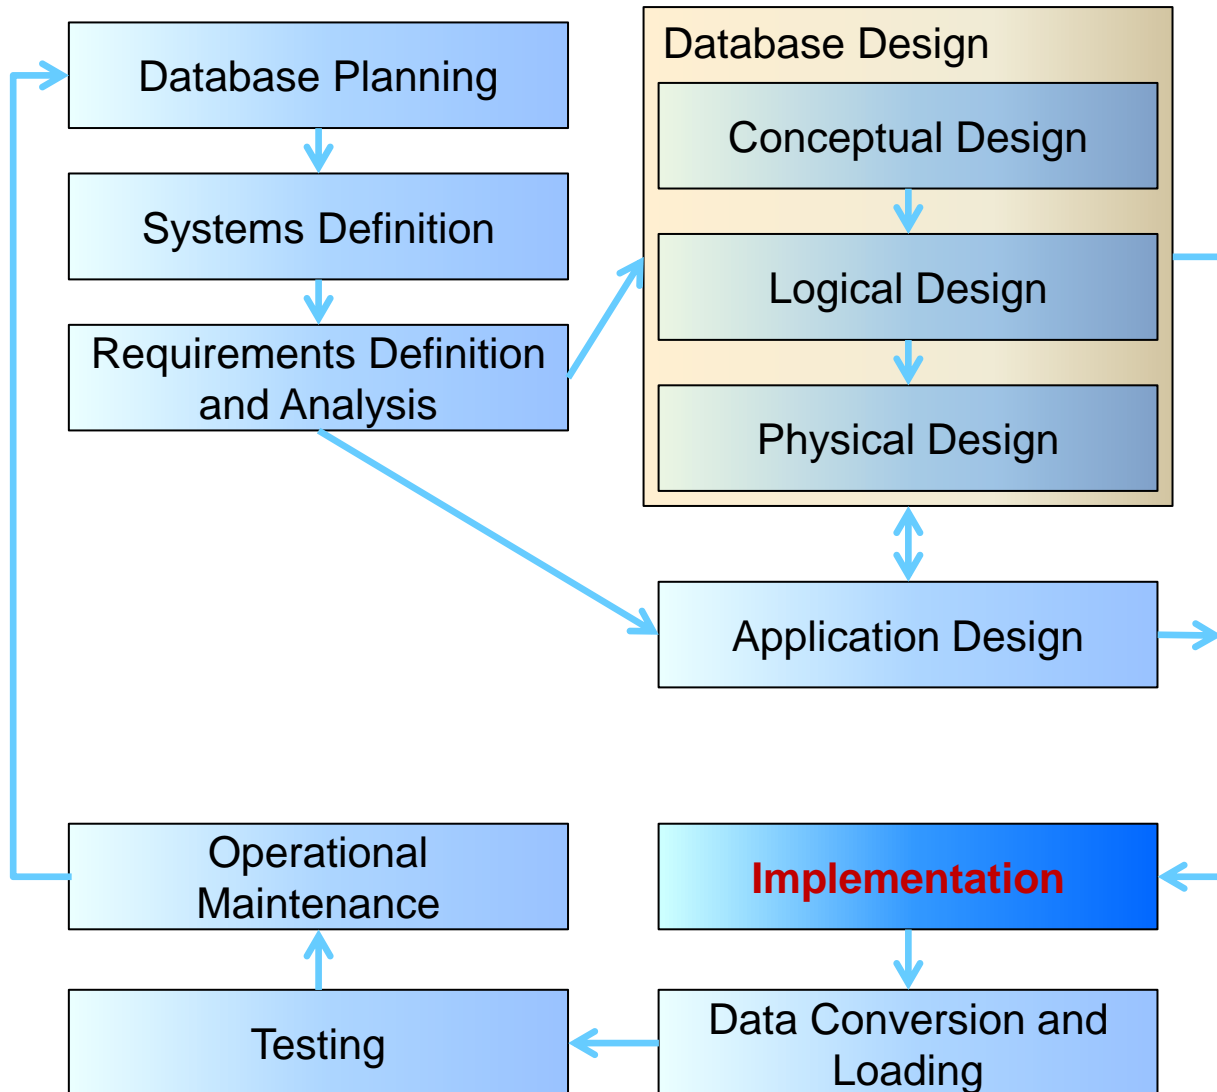 Database Planning
Systems Definition
Requirements Definition
and Analysis
Database Design
Conceptual Design
Logical Design
Physical Design
Application Design
Operational
Maintenance
Implementation
Testing
Data Conversion and
Loading